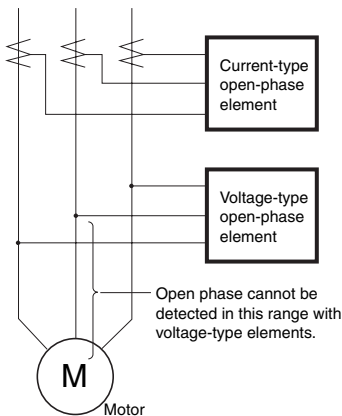 Current-type
open-phase
element
Voltage-type
open-phase
element
Open phase cannot be
detected in this range with
voltage-type elements.
M
Motor